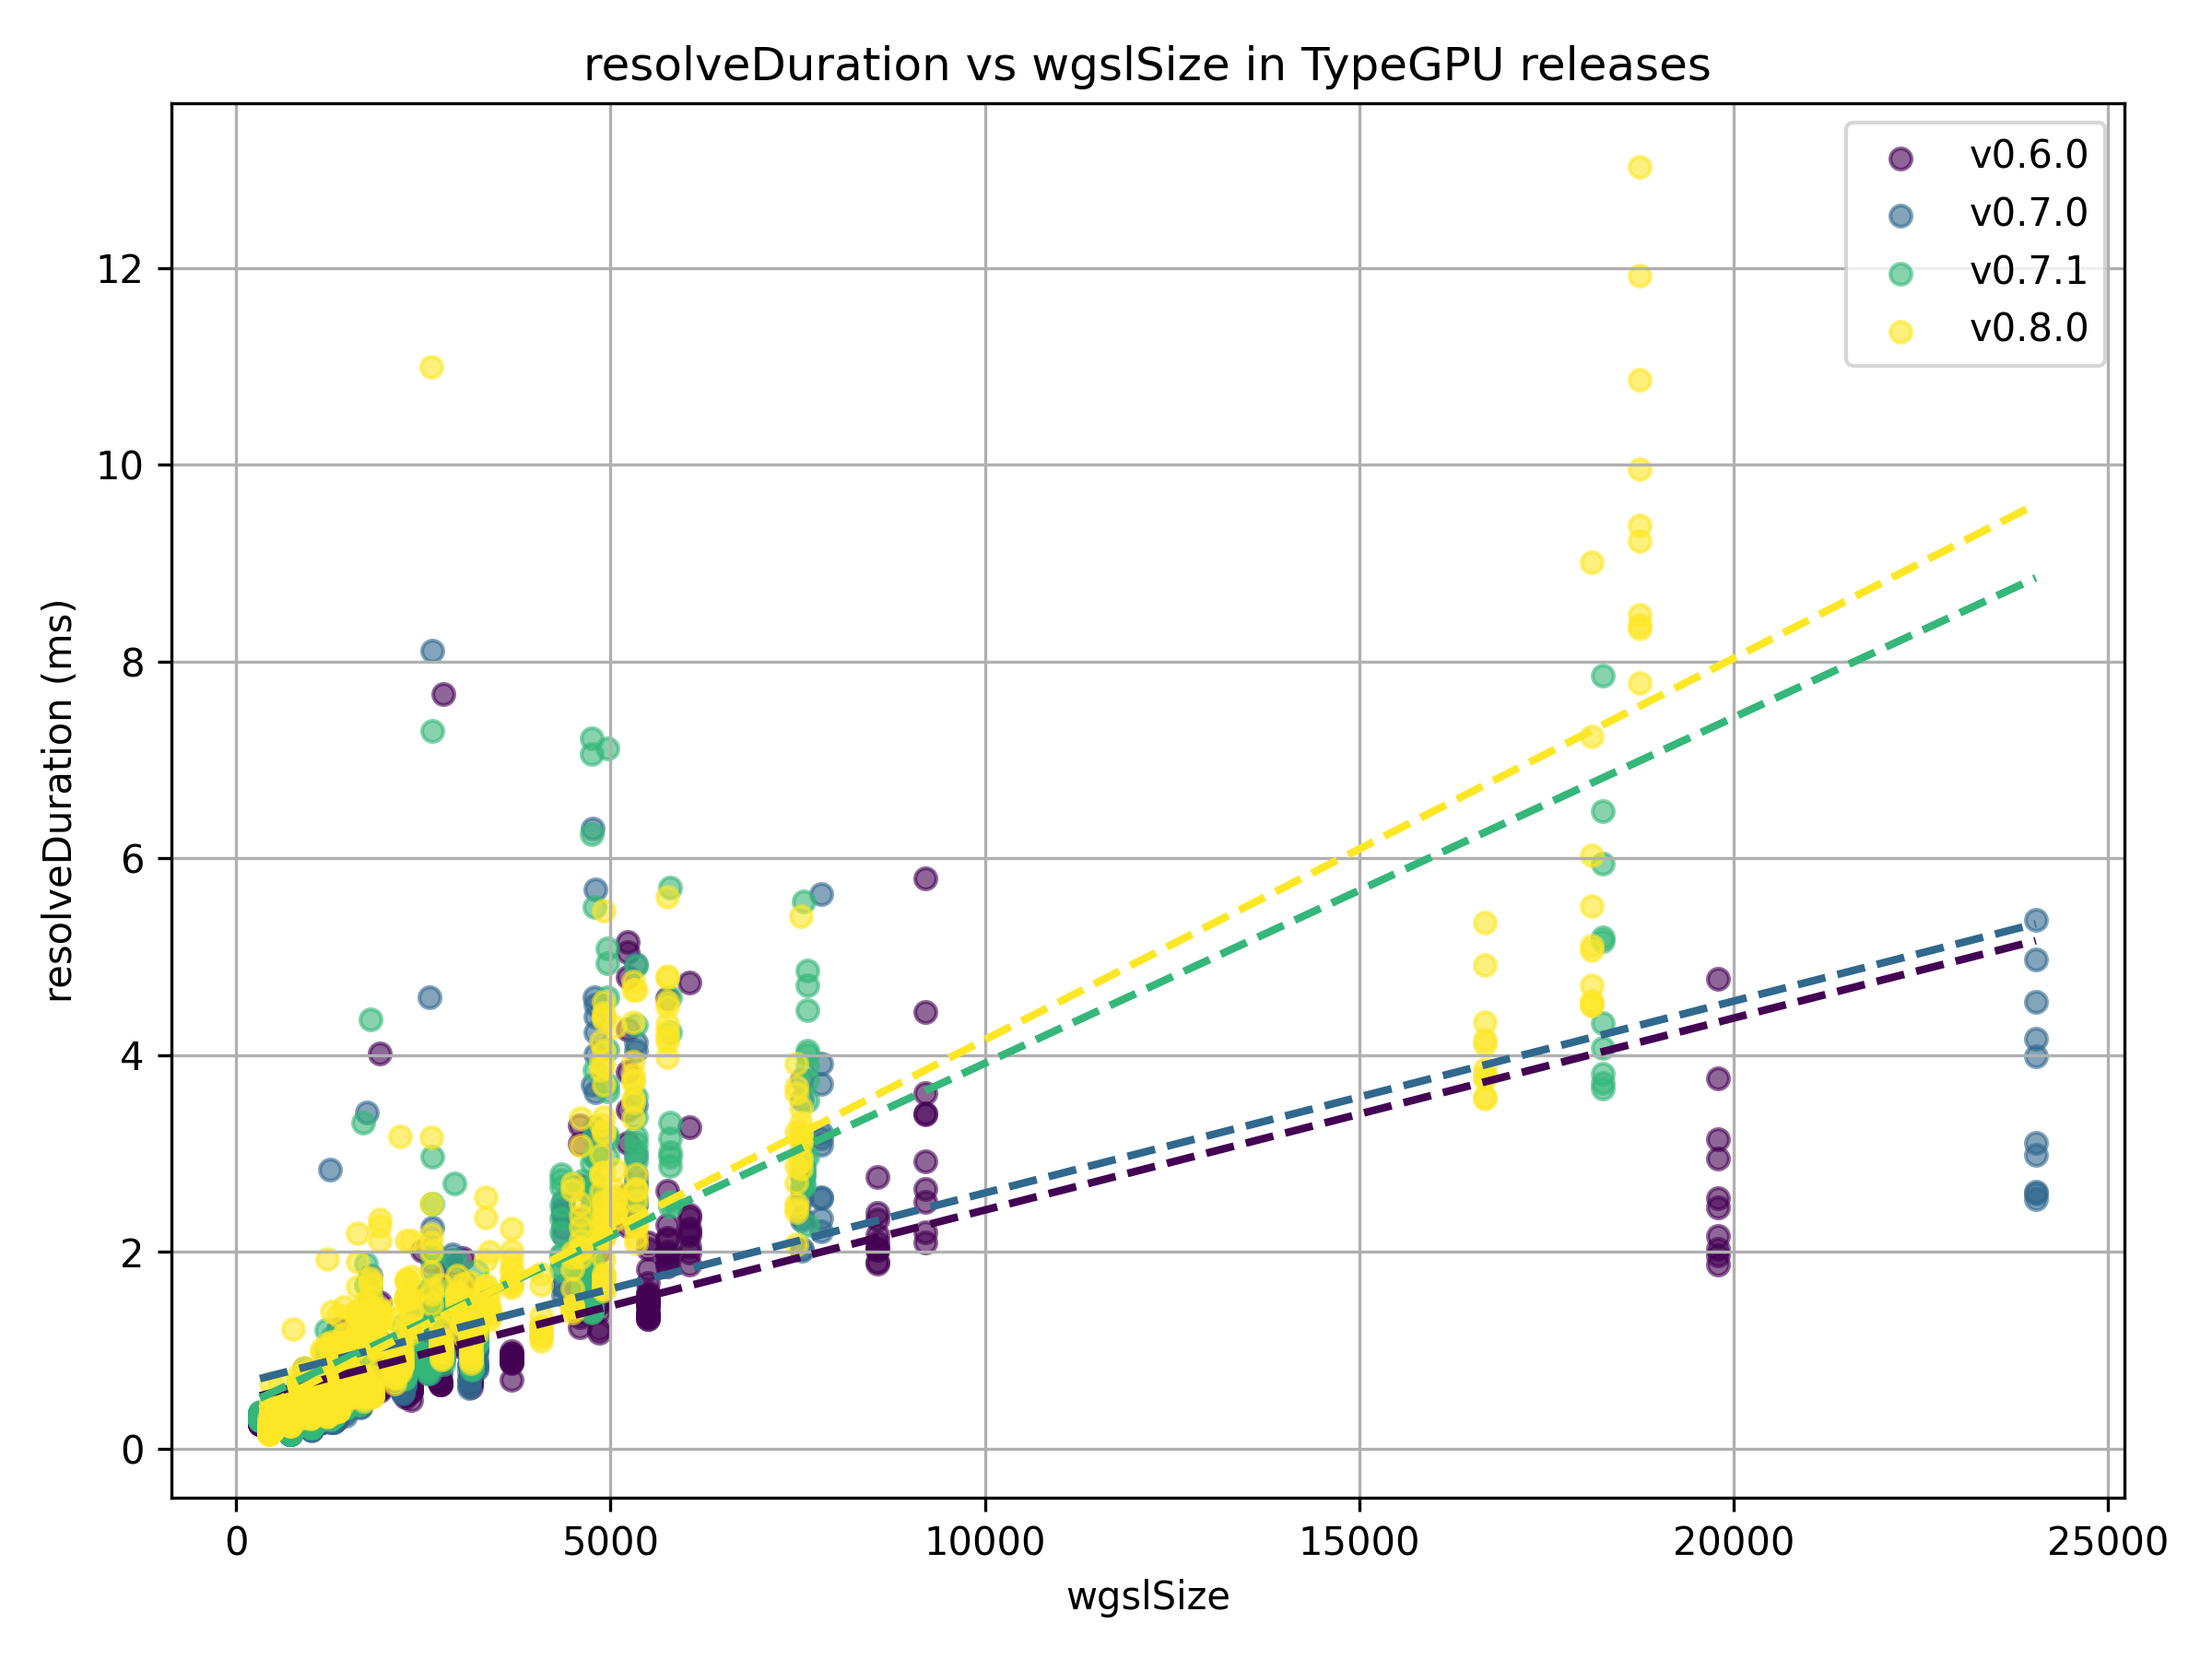 resolveDuration vs wgslSize in TypeGPU releases
v0.6.0
v0.7.0
v0.7.1
v0.8.0
resolveDuration (ms)
12
10
8
6
4
2
0
0 5000 10000 15000 20000 25000
wgslSize